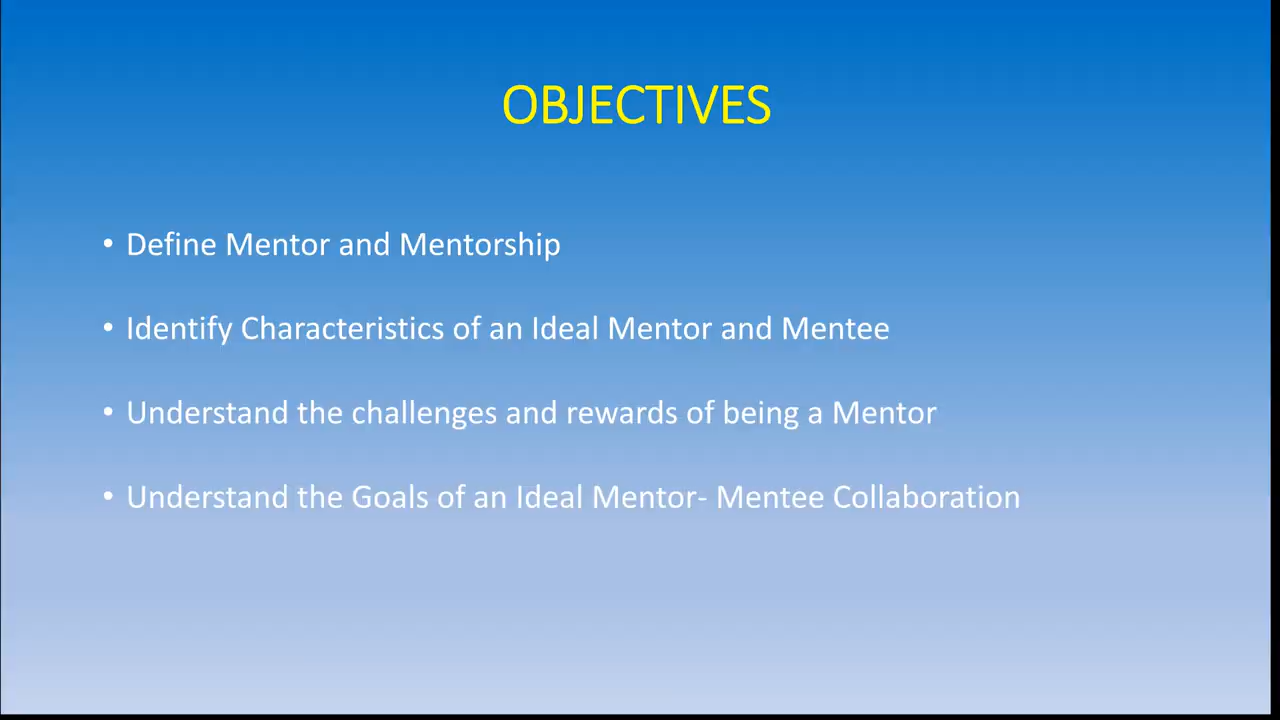 OBJECTIVES
• Define Mentor and Mentorship
• Identify Characteristics of an Ideal Mentor and Mentee
• Understand the challenges and rewards of being a Mentor
• Understand the Goals of an Ideal Mentor- Mentee Collaboration